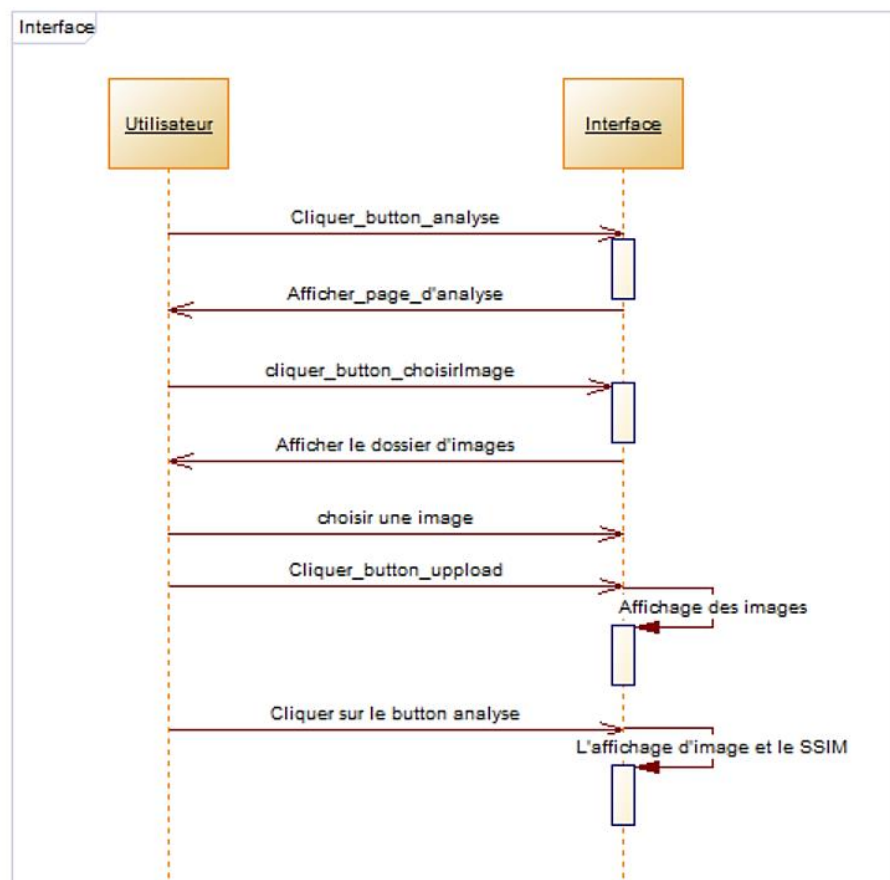 Interface
Utilisateur
Interface
Cliquer_button_analyse
Afficher_page_d'analyse
cliquer_button_choisirImage
Afficher le dossier d'images
choisir une image
Cliquer_button_uppload
Affichage des images
Cliquer sur le button analyse
L'affichage d'image et le SSIM